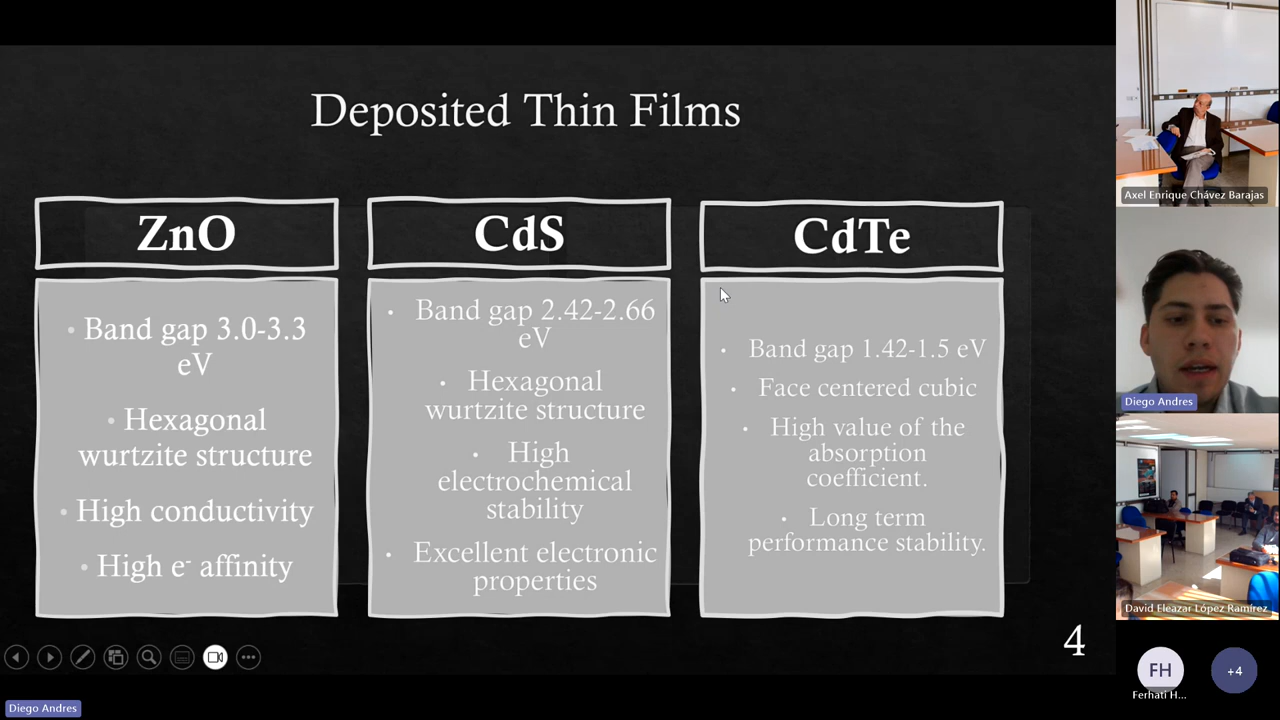 Deposited Thin Films
ZnO
• Band gap 3.0-3.3
eV
• Hexagonal
wurtzite structure
• High conductivity
• High e⁻ affinity
CdS
• Band gap 2.42-2.66
eV
• Hexagonal
wurtzite structure
• High
electrochemical
stability
• Excellent electronic
properties
CdTe
• Band gap 1.42-1.5 eV
• Face centered cubic
• High value of the
absorption
coefficient.
• Long term
performance stability.
4
Diego Andres
Axel Enrique Chávez Barajas
Diego Andres
David Eleazar López Ramírez
FH
Ferhati H...
+4